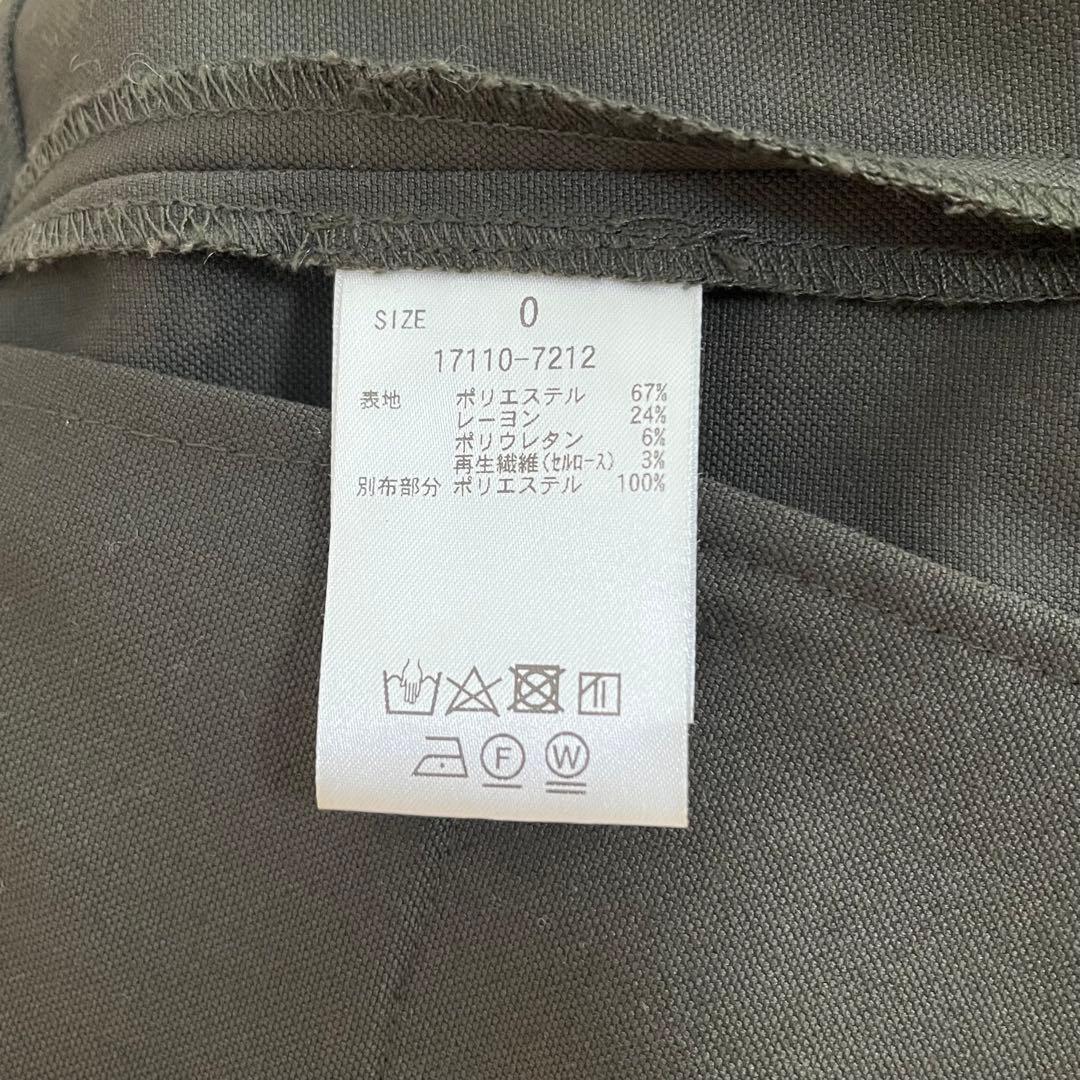 SIZE 0
17110-7212
表地 ポリエステル 67%
レーヨン 24%
ポリウレタン 6%
再生繊維(セルロース) 3%
別布部分 ポリエステル 100%
F W